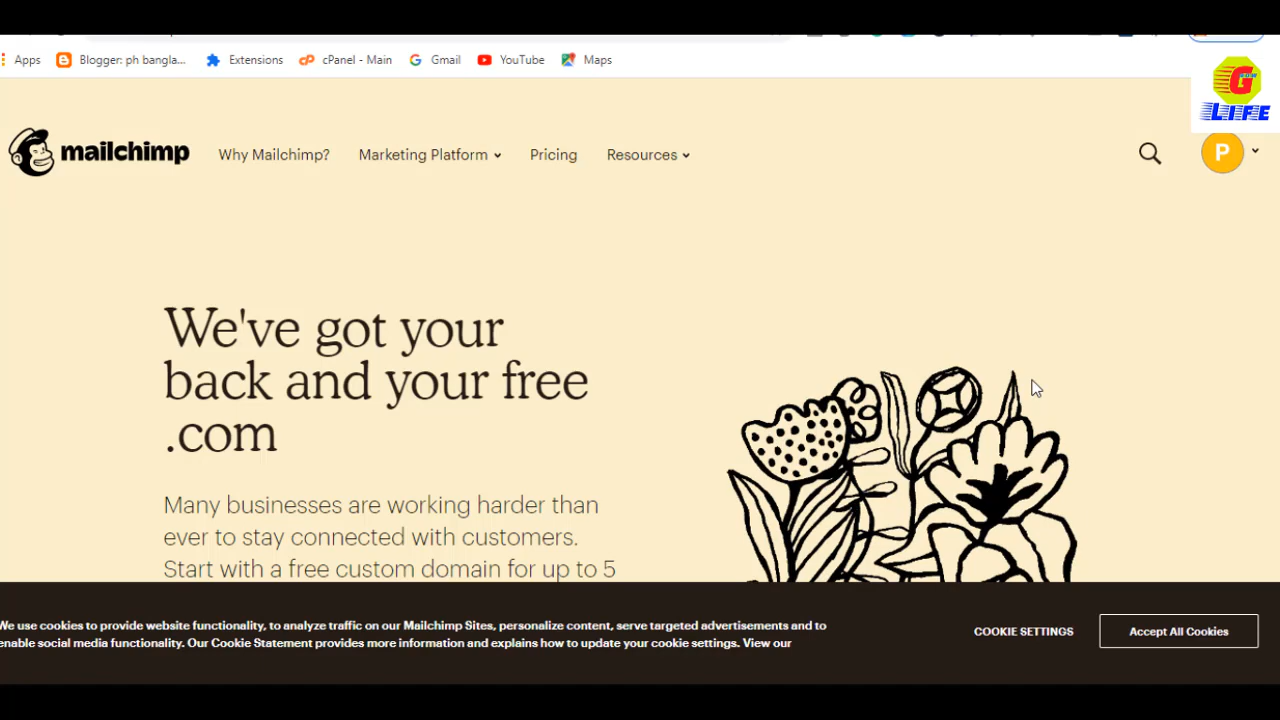 Apps Blogger: ph bangla... Extensions cPanel - Main Gmail YouTube Maps
G
LIFE
mailchimp Why Mailchimp? Marketing Platform Pricing Resources P
We've got your
back and your free
.com
Many businesses are working harder than
ever to stay connected with customers.
Start with a free custom domain for up to 5
We use cookies to provide website functionality, to analyze traffic on our Mailchimp Sites, personalize content, serve targeted advertisements and to
enable social media functionality. Our Cookie Statement provides more information and explains how to update your cookie settings. View our
COOKIE SETTINGS Accept All Cookies